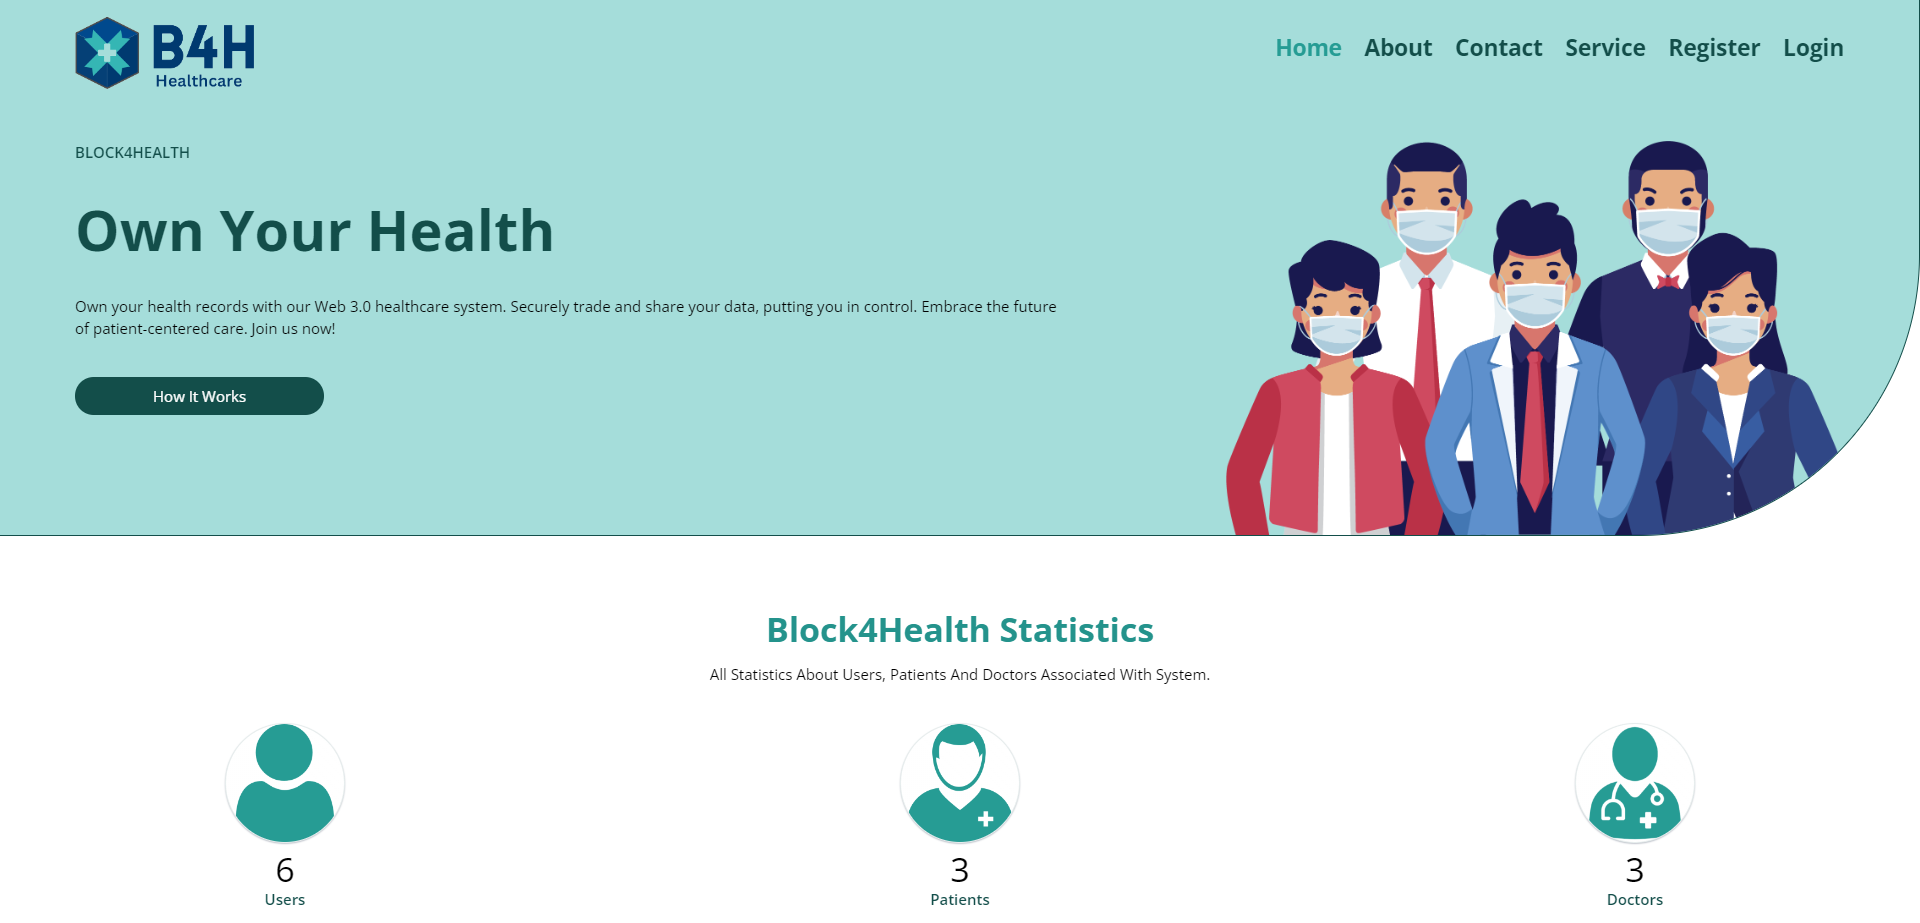 B4H
Healthcare
Home About Contact Service Register Login
BLOCK4HEALTH
Own Your Health
Own your health records with our Web 3.0 healthcare system. Securely trade and share your data, putting you in control. Embrace the future
of patient-centered care. Join us now!
How It Works
Block4Health Statistics
All Statistics About Users, Patients And Doctors Associated With System.
6 3 3
Users Patients Doctors